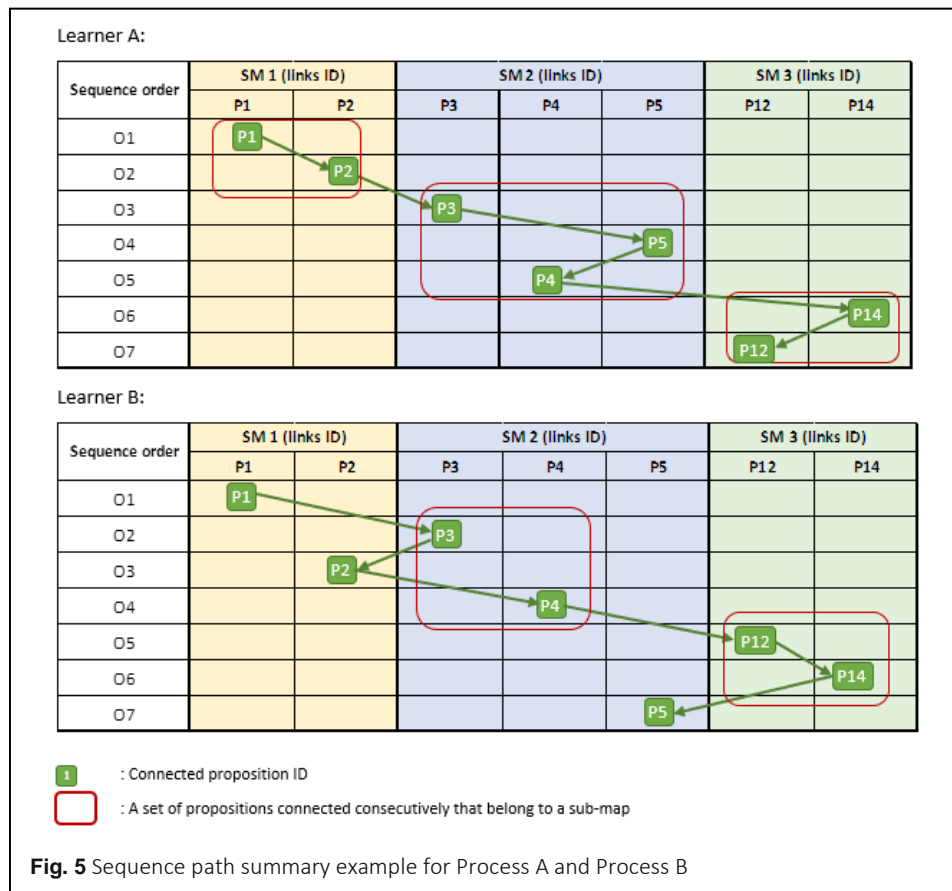 Learner A:
Sequence order SM 1 (links ID) SM 2 (links ID) SM 3 (links ID)
P1 P2 P3 P4 P5 P12 P14
O1 P1
O2 P2
O3 P3
O4 P5
O5 P4
O6 P14
O7 P12
Learner B:
Sequence order SM 1 (links ID) SM 2 (links ID) SM 3 (links ID)
P1 P2 P3 P4 P5 P12 P14
O1 P1
O2 P3
O3 P2
O4 P4
O5 P12
O6 P14
O7 P5
1 : Connected proposition ID
: A set of propositions connected consecutively that belong to a sub-map
Fig. 5 Sequence path summary example for Process A and Process B